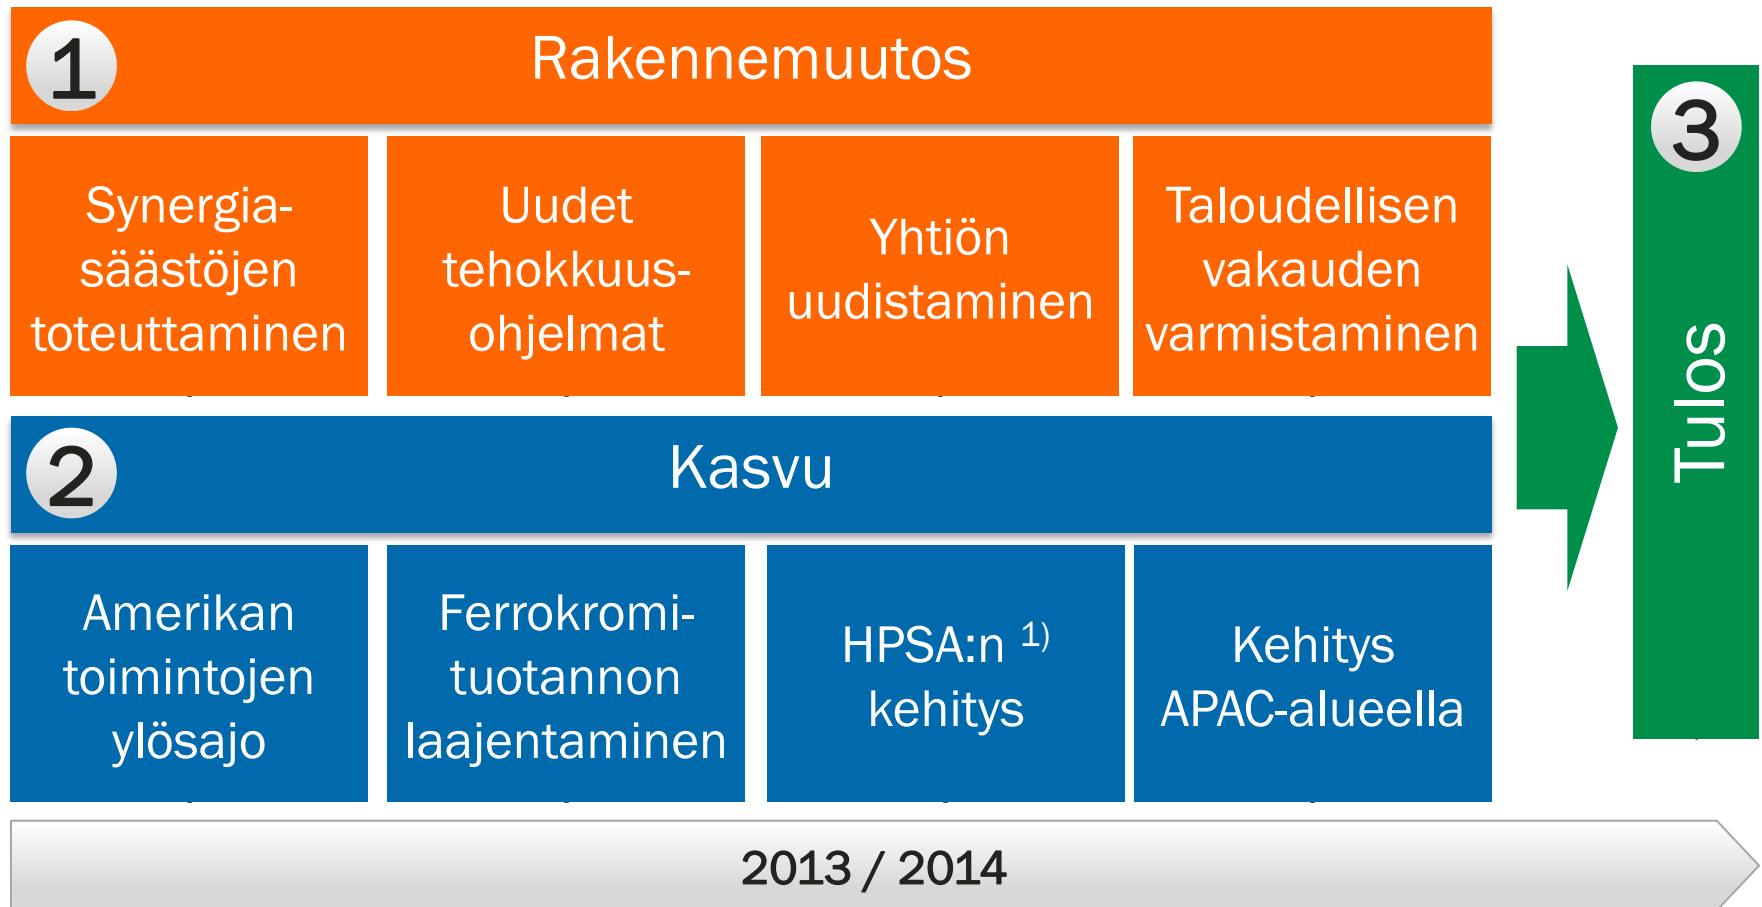 1
Rakennemuutos
Synergia-
säästöjen
toteuttaminen
Uudet
tehokkuus-
ohjelmat
Yhtiön
uudistaminen
Taloudellisen
vakauden
varmistaminen
2
Kasvu
Amerikan
toimintojen
ylösajo
Ferrokromi-
tuotannon
laajentaminen
HPSA:n 1)
kehitys
Kehitys
APAC-alueella
3
Tulos
2013 / 2014